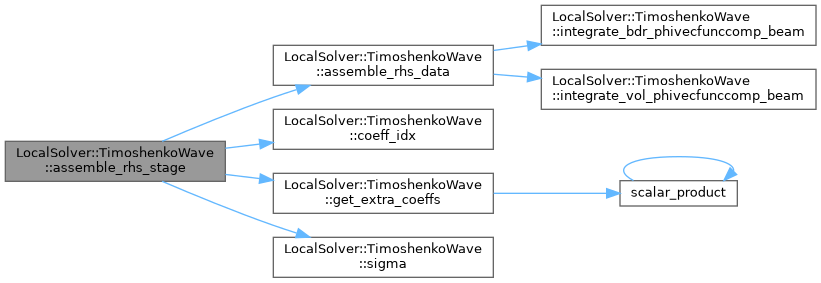 LocalSolver::TimoshenkoWave
::assemble_rhs_stage
LocalSolver::TimoshenkoWave
::assemble_rhs_data
LocalSolver::TimoshenkoWave
::integrate_bdr_phivecfunccomp_beam
LocalSolver::TimoshenkoWave
::integrate_vol_phivecfunccomp_beam
LocalSolver::TimoshenkoWave
::coeff_idx
LocalSolver::TimoshenkoWave
::get_extra_coeffs
scalar_product
LocalSolver::TimoshenkoWave
::sigma